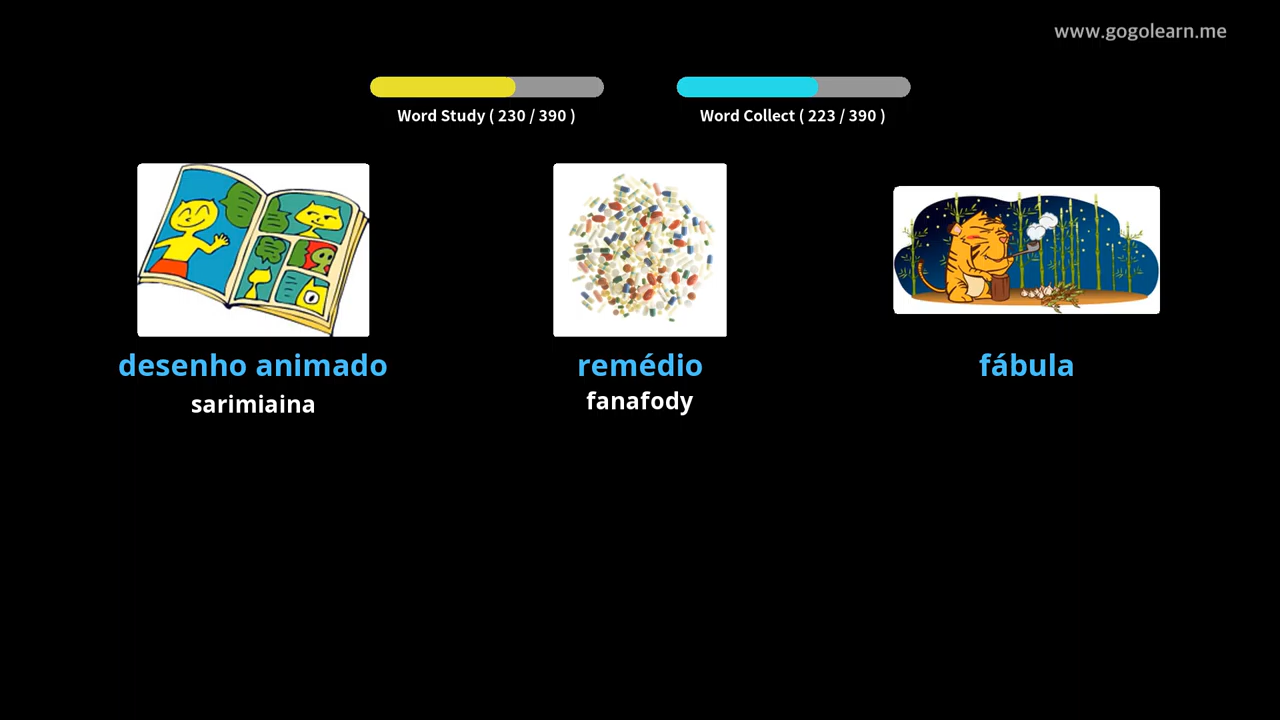 www.gogolearn.me
Word Study ( 230 / 390 )
Word Collect ( 223 / 390 )
desenho animado
sarimiaina
remédio
fanafody
fábula